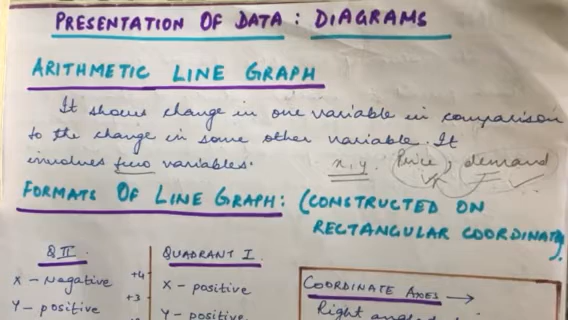 PRESENTATION OF DATA: DIAGRAMS
ARITHMETIC LINE GRAPH
It shows change in one variable in comparison
to the change in some other variable. It
involves two variables. x, y. Price, demand
FORMATS OF LINE GRAPH: (CONSTRUCTED ON
RECTANGULAR COORDINATE).
Q II.
X - Negative
Y - positive
+4
+3
QUADRANT I
X - positive
Y - positive
COORDINATE AXES →
Right angled